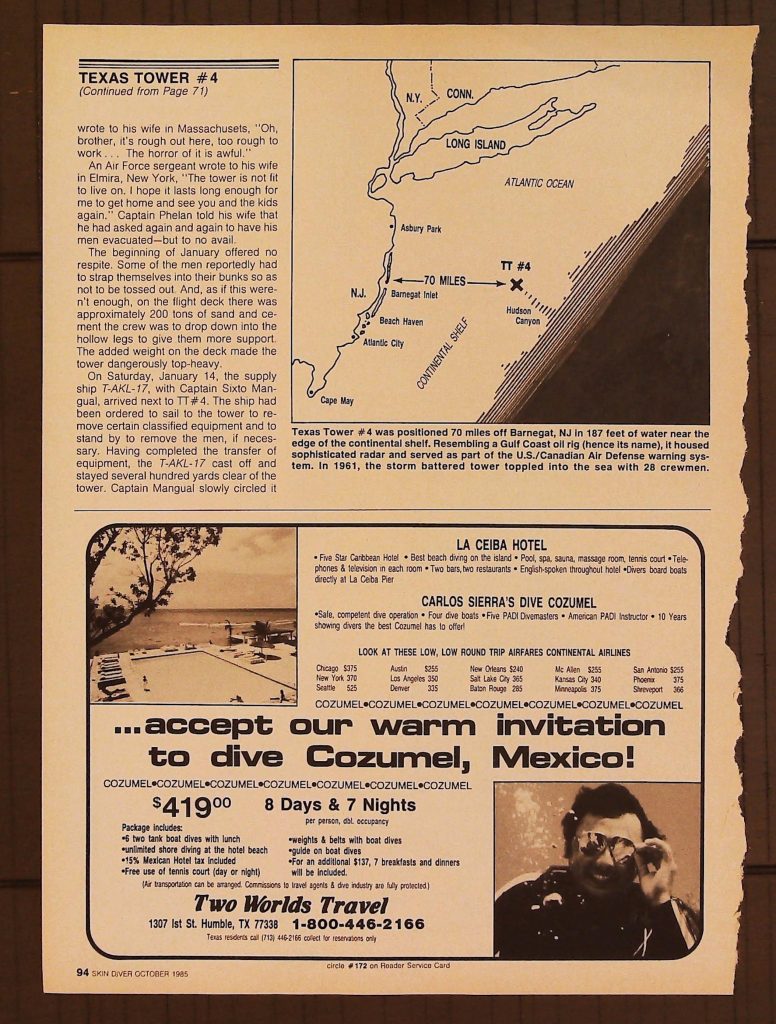 TEXAS TOWER #4
(Continued from Page 71)
wrote to his wife in Massachusets, "Oh,
brother, it's rough out here, too rough to
work . . . The horror of it is awful."
An Air Force sergeant wrote to his wife
in Elmira, New York, "The tower is not fit
to live on. I hope it lasts long enough for
me to get home and see you and the kids
again." Captain Phelan told his wife that
he had asked again and again to have his
men evacuated—but to no avail.
The beginning of January offered no
respite. Some of the men reportedly had
to strap themselves into their bunks so as
not to be tossed out. And, as if this were-
n't enough, on the flight deck there was
approximately 200 tons of sand and ce-
ment the crew was to drop down into the
hollow legs to give them more support.
The added weight on the deck made the
tower dangerously top-heavy.
On Saturday, January 14, the supply
ship T-AKL-17, with Captain Sixto Man-
gual, arrived next to TT#4. The ship had
been ordered to sail to the tower to re-
move certain classified equipment and to
stand by to remove the men, if neces-
sary. Having completed the transfer of
equipment, the T-AKL-17 cast off and
stayed several hundred yards clear of the
tower. Captain Mangual slowly circled it
N.Y.
CONN.
LONG ISLAND
ATLANTIC OCEAN
Asbury Park
TT #4
70 MILES
N.J.
Barnegat Inlet
Hudson
Canyon
Beach Haven
Atlantic City
CONTINENTAL SHELF
Cape May
Texas Tower #4 was positioned 70 miles off Barnegat, NJ in 187 feet of water near the
edge of the continental shelf. Resembling a Gulf Coast oil rig (hence its name), it housed
sophisticated radar and served as part of the U.S./Canadian Air Defense warning sys-
tem. In 1961, the storm battered tower toppled into the sea with 28 crewmen.
LA CEIBA HOTEL
• Five Star Caribbean Hotel • Best beach diving on the island • Pool, spa, sauna, massage room, tennis court • Tele-
phones & television in each room • Two bars, two restaurants • English-spoken throughout hotel • Divers board boats
directly at La Ceiba Pier
CARLOS SIERRA'S DIVE COZUMEL
•Safe, competent dive operation • Four dive boats • Five PADI Divemasters • American PADI Instructor • 10 Years
showing divers the best Cozumel has to offer!
LOOK AT THESE LOW, LOW ROUND TRIP AIRFARES CONTINENTAL AIRLINES
Chicago $375 Austin $255 New Orleans $240 Mc Allen $255 San Antonio $255
New York 370 Los Angeles 350 Salt Lake City 365 Kansas City 340 Phoenix 375
Seattle 525 Denver 335 Baton Rouge 285 Minneapolis 375 Shreveport 366
COZUMEL•COZUMEL•COZUMEL•COZUMEL•COZUMEL•COZUMEL•COZUMEL
...accept our warm invitation
to dive Cozumel, Mexico!
COZUMEL•COZUMEL•COZUMEL•COZUMEL•COZUMEL•COZUMEL•COZUMEL
$419 00 8 Days & 7 Nights
per person, dbl. occupancy
Package includes:
•6 two tank boat dives with lunch
•unlimited shore diving at the hotel beach
•15% Mexican Hotel tax included
•Free use of tennis court (day or night)
•weights & belts with boat dives
•guide on boat dives
•For an additional $137, 7 breakfasts and dinners
will be included.
(Air transportation can be arranged. Commissions to travel agents & dive industry are fully protected.)
Two Worlds Travel
1307 Ist St. Humble, TX 77338 1-800-446-2166
Texas residents call (713) 446-2166 collect for reservations only
circle #172 on Reader Service Card
94 SKIN DIVER OCTOBER 1985